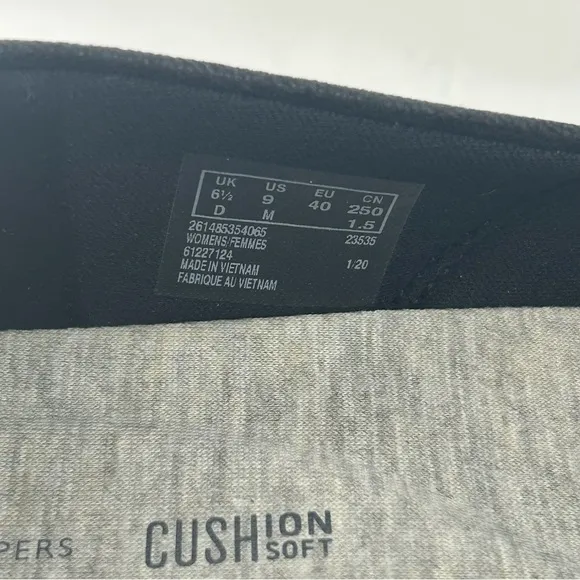 UK US EU CN
6½ 9 40 250
D M 1.5
261485354065 23535
WOMENS/FEMMES
61227124
MADE IN VIETNAM 1/20
FABRIQUE AU VIETNAM
PERS CUSHION
SOFT